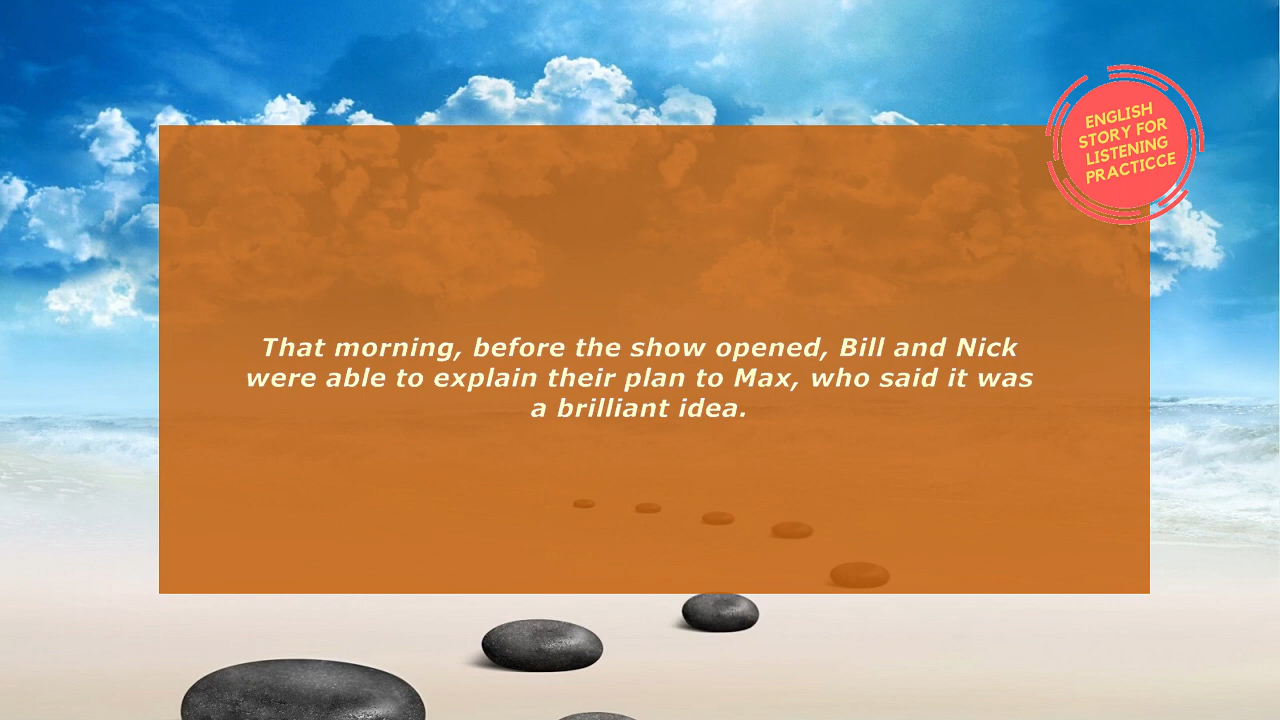 ENGLISH
STORY FOR
LISTENING
PRACTICCE
That morning, before the show opened, Bill and Nick
were able to explain their plan to Max, who said it was
a brilliant idea.